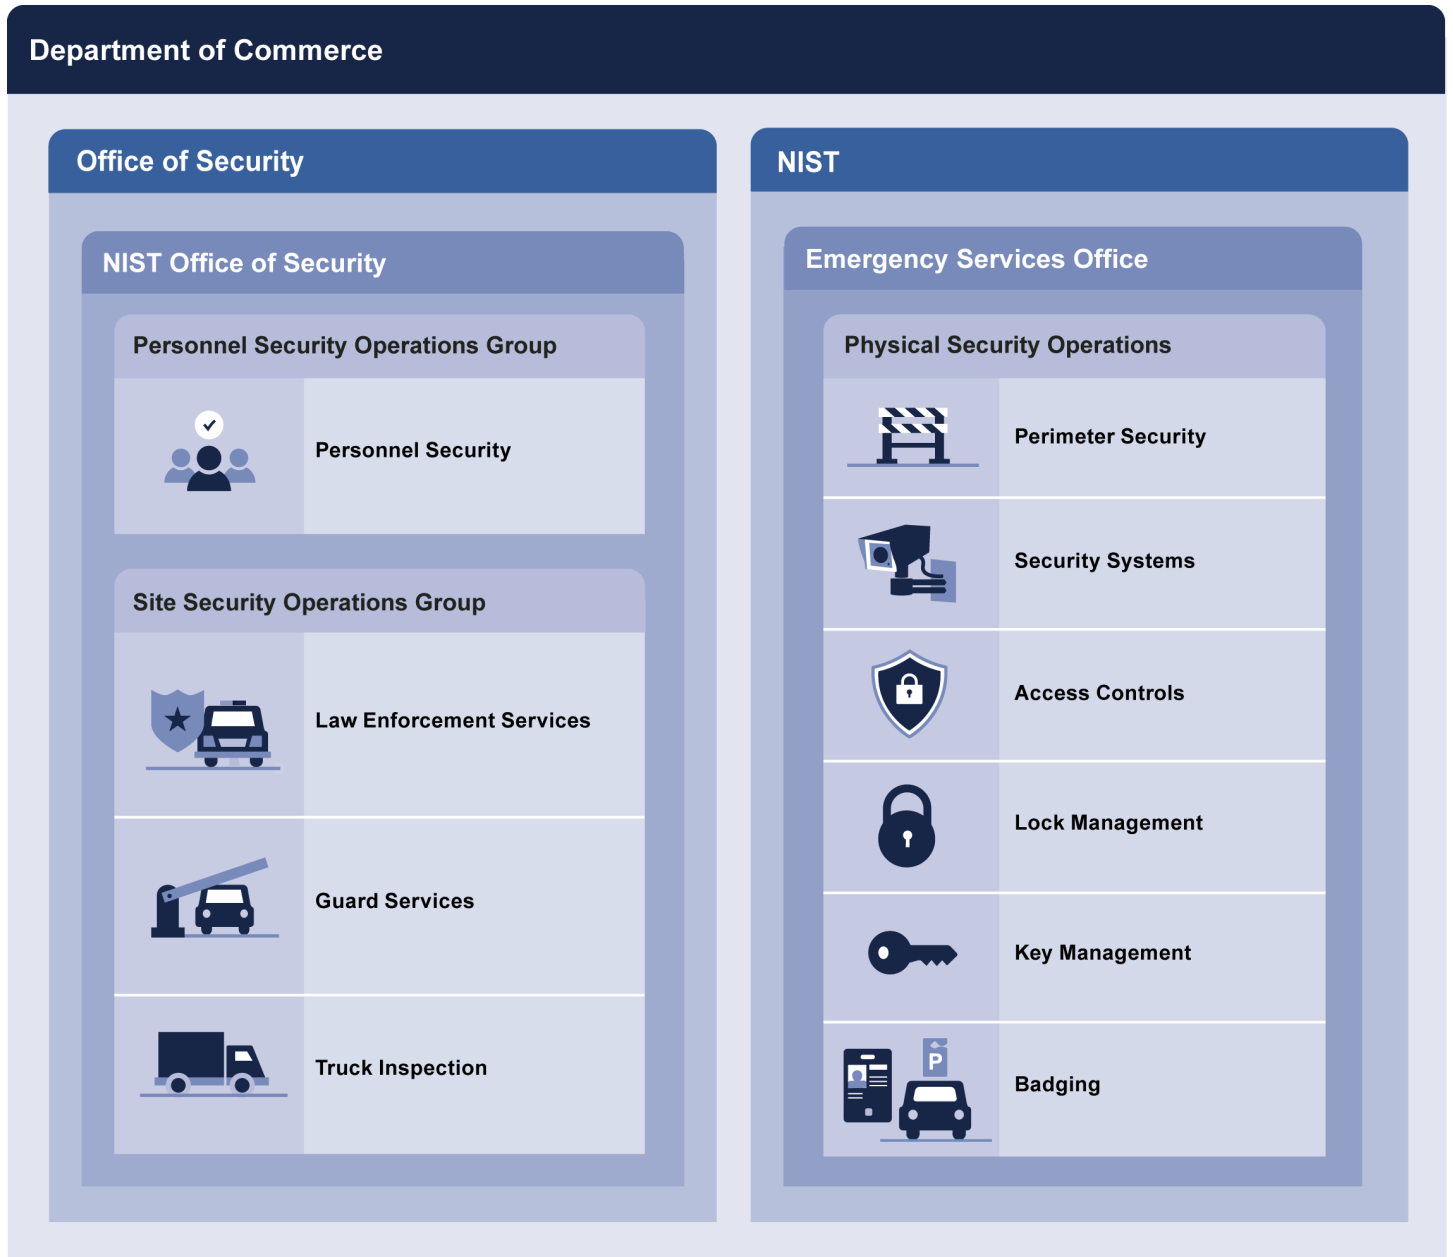 Department of Commerce
Office of Security
NIST Office of Security
Personnel Security Operations Group
Personnel Security
Site Security Operations Group
Law Enforcement Services
Guard Services
Truck Inspection
NIST
Emergency Services Office
Physical Security Operations
Perimeter Security
Security Systems
Access Controls
Lock Management
Key Management
P
Badging